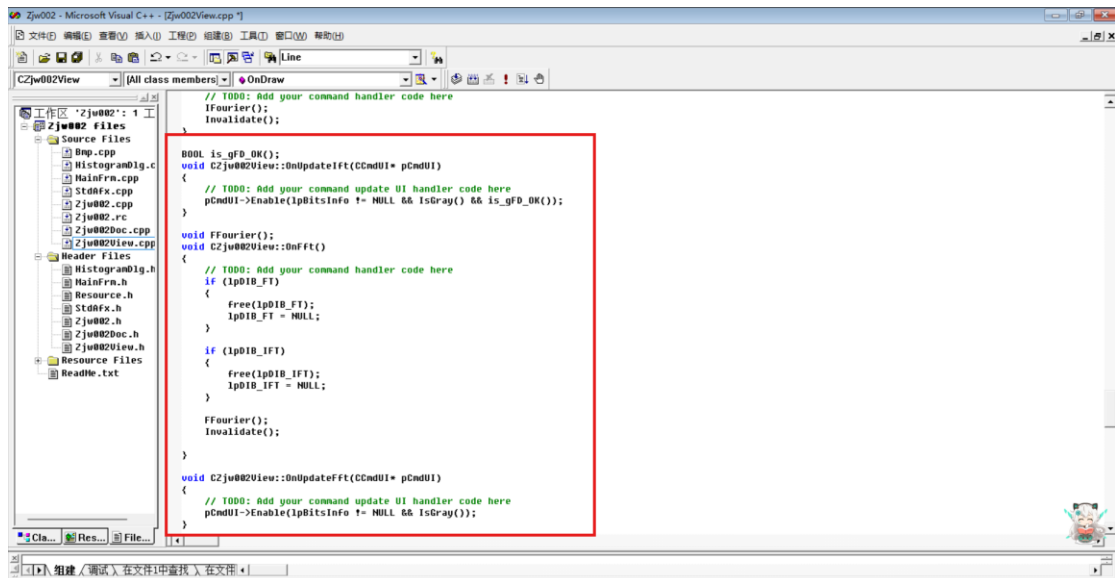 Zjw002 - Microsoft Visual C++ - [Zjw002View.cpp *]
文件(F) 编辑(E) 查看(V) 插入(I) 工程(P) 组建(B) 工具(T) 窗口(W) 帮助(H)
Line
CZjw002View [All class members] OnDraw
工作区 'Zjw002': 1 工
Zjw002 files
Source Files
Bmp.cpp
HistogramDlg.c
MainFrm.cpp
StdAfx.cpp
Zjw002.cpp
Zjw002.rc
Zjw002Doc.cpp
Zjw002View.cpp
Header Files
HistogramDlg.h
MainFrm.h
Resource.h
StdAfx.h
Zjw002.h
Zjw002Doc.h
Zjw002View.h
Resource Files
ReadMe.txt
Cla... Res... File...
// TODO: Add your command handler code here
IFourier();
Invalidate();
}
BOOL is_gFD_OK();
void CZjw002View::OnUpdateIft(CCmdUI* pCmdUI)
{
// TODO: Add your command update UI handler code here
pCmdUI->Enable(lpBitsInfo != NULL && IsGray() && is_gFD_OK());
}
void FFourier();
void CZjw002View::OnFft()
{
// TODO: Add your command handler code here
if (lpDIB_FT)
{
free(lpDIB_FT);
lpDIB_FT = NULL;
}
if (lpDIB_IFT)
{
free(lpDIB_IFT);
lpDIB_IFT = NULL;
}
FFourier();
Invalidate();
}
void CZjw002View::OnUpdateFft(CCmdUI* pCmdUI)
{
// TODO: Add your command update UI handler code here
pCmdUI->Enable(lpBitsInfo != NULL && IsGray());
}
组建 调试 在文件1中查找 在文件